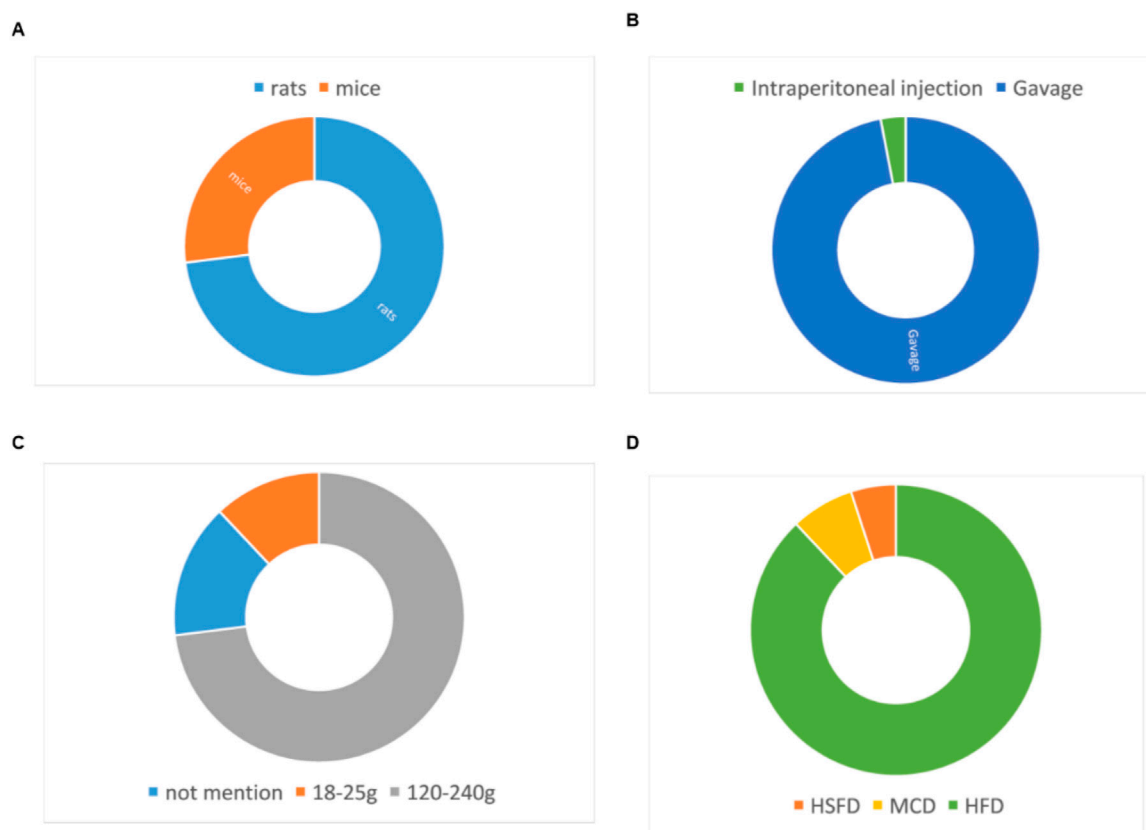 A
rats mice
mice
rats
B
Intraperitoneal injection Gavage
Gavage
C
not mention 18-25g 120-240g
D
HSFD MCD HFD